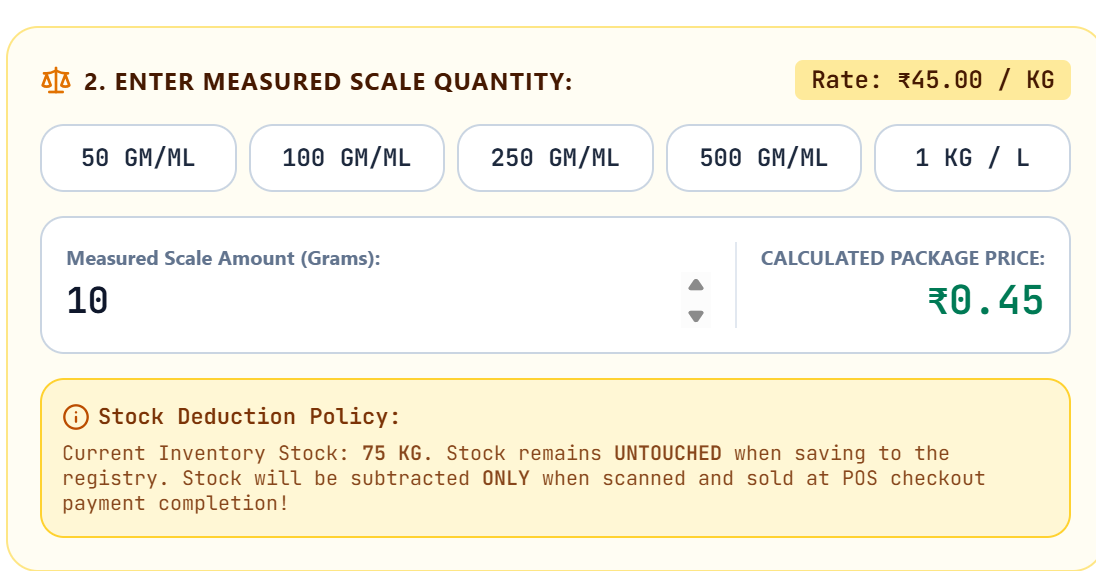 2. ENTER MEASURED SCALE QUANTITY:
Rate: ₹45.00 / KG
50 GM/ML
100 GM/ML
250 GM/ML
500 GM/ML
1 KG / L
Measured Scale Amount (Grams):
10
CALCULATED PACKAGE PRICE:
₹0.45
Stock Deduction Policy:
Current Inventory Stock: 75 KG. Stock remains UNTOUCHED when saving to the
registry. Stock will be subtracted ONLY when scanned and sold at POS checkout
payment completion!